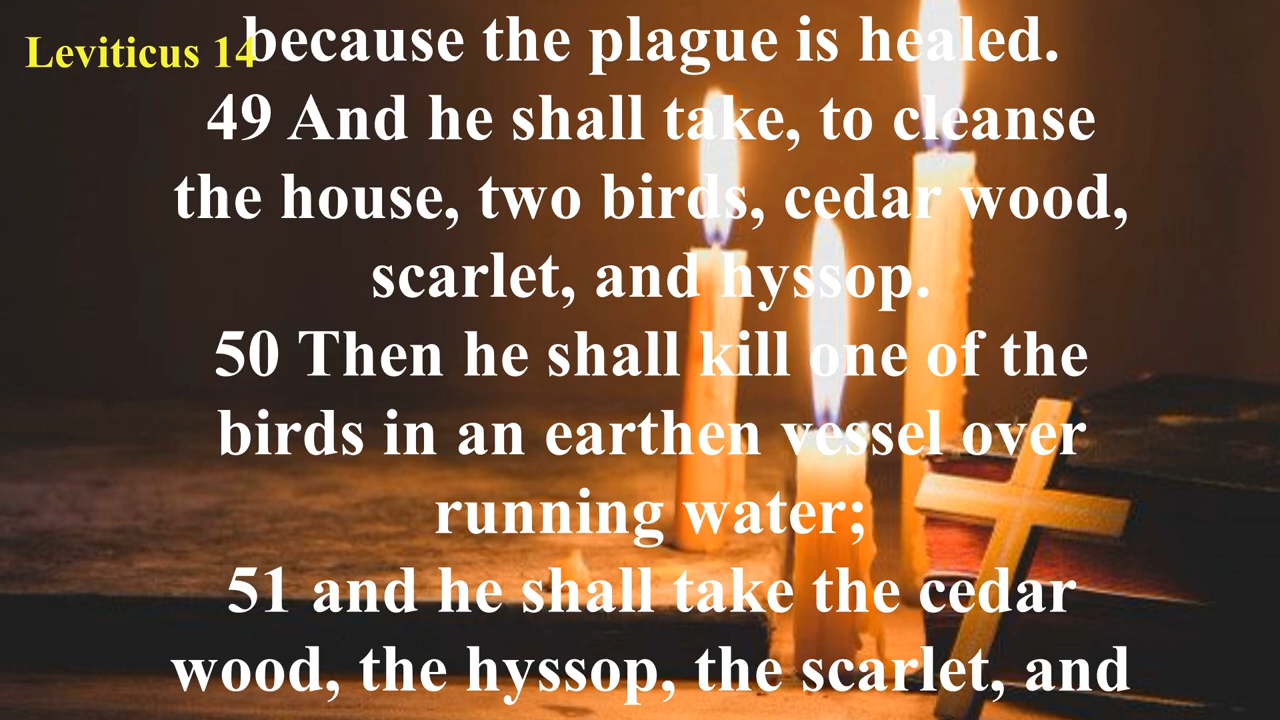 Leviticus 14
because the plague is healed.
49 And he shall take, to cleanse
the house, two birds, cedar wood,
scarlet, and hyssop.
50 Then he shall kill one of the
birds in an earthen vessel over
running water;
51 and he shall take the cedar
wood, the hyssop, the scarlet, and